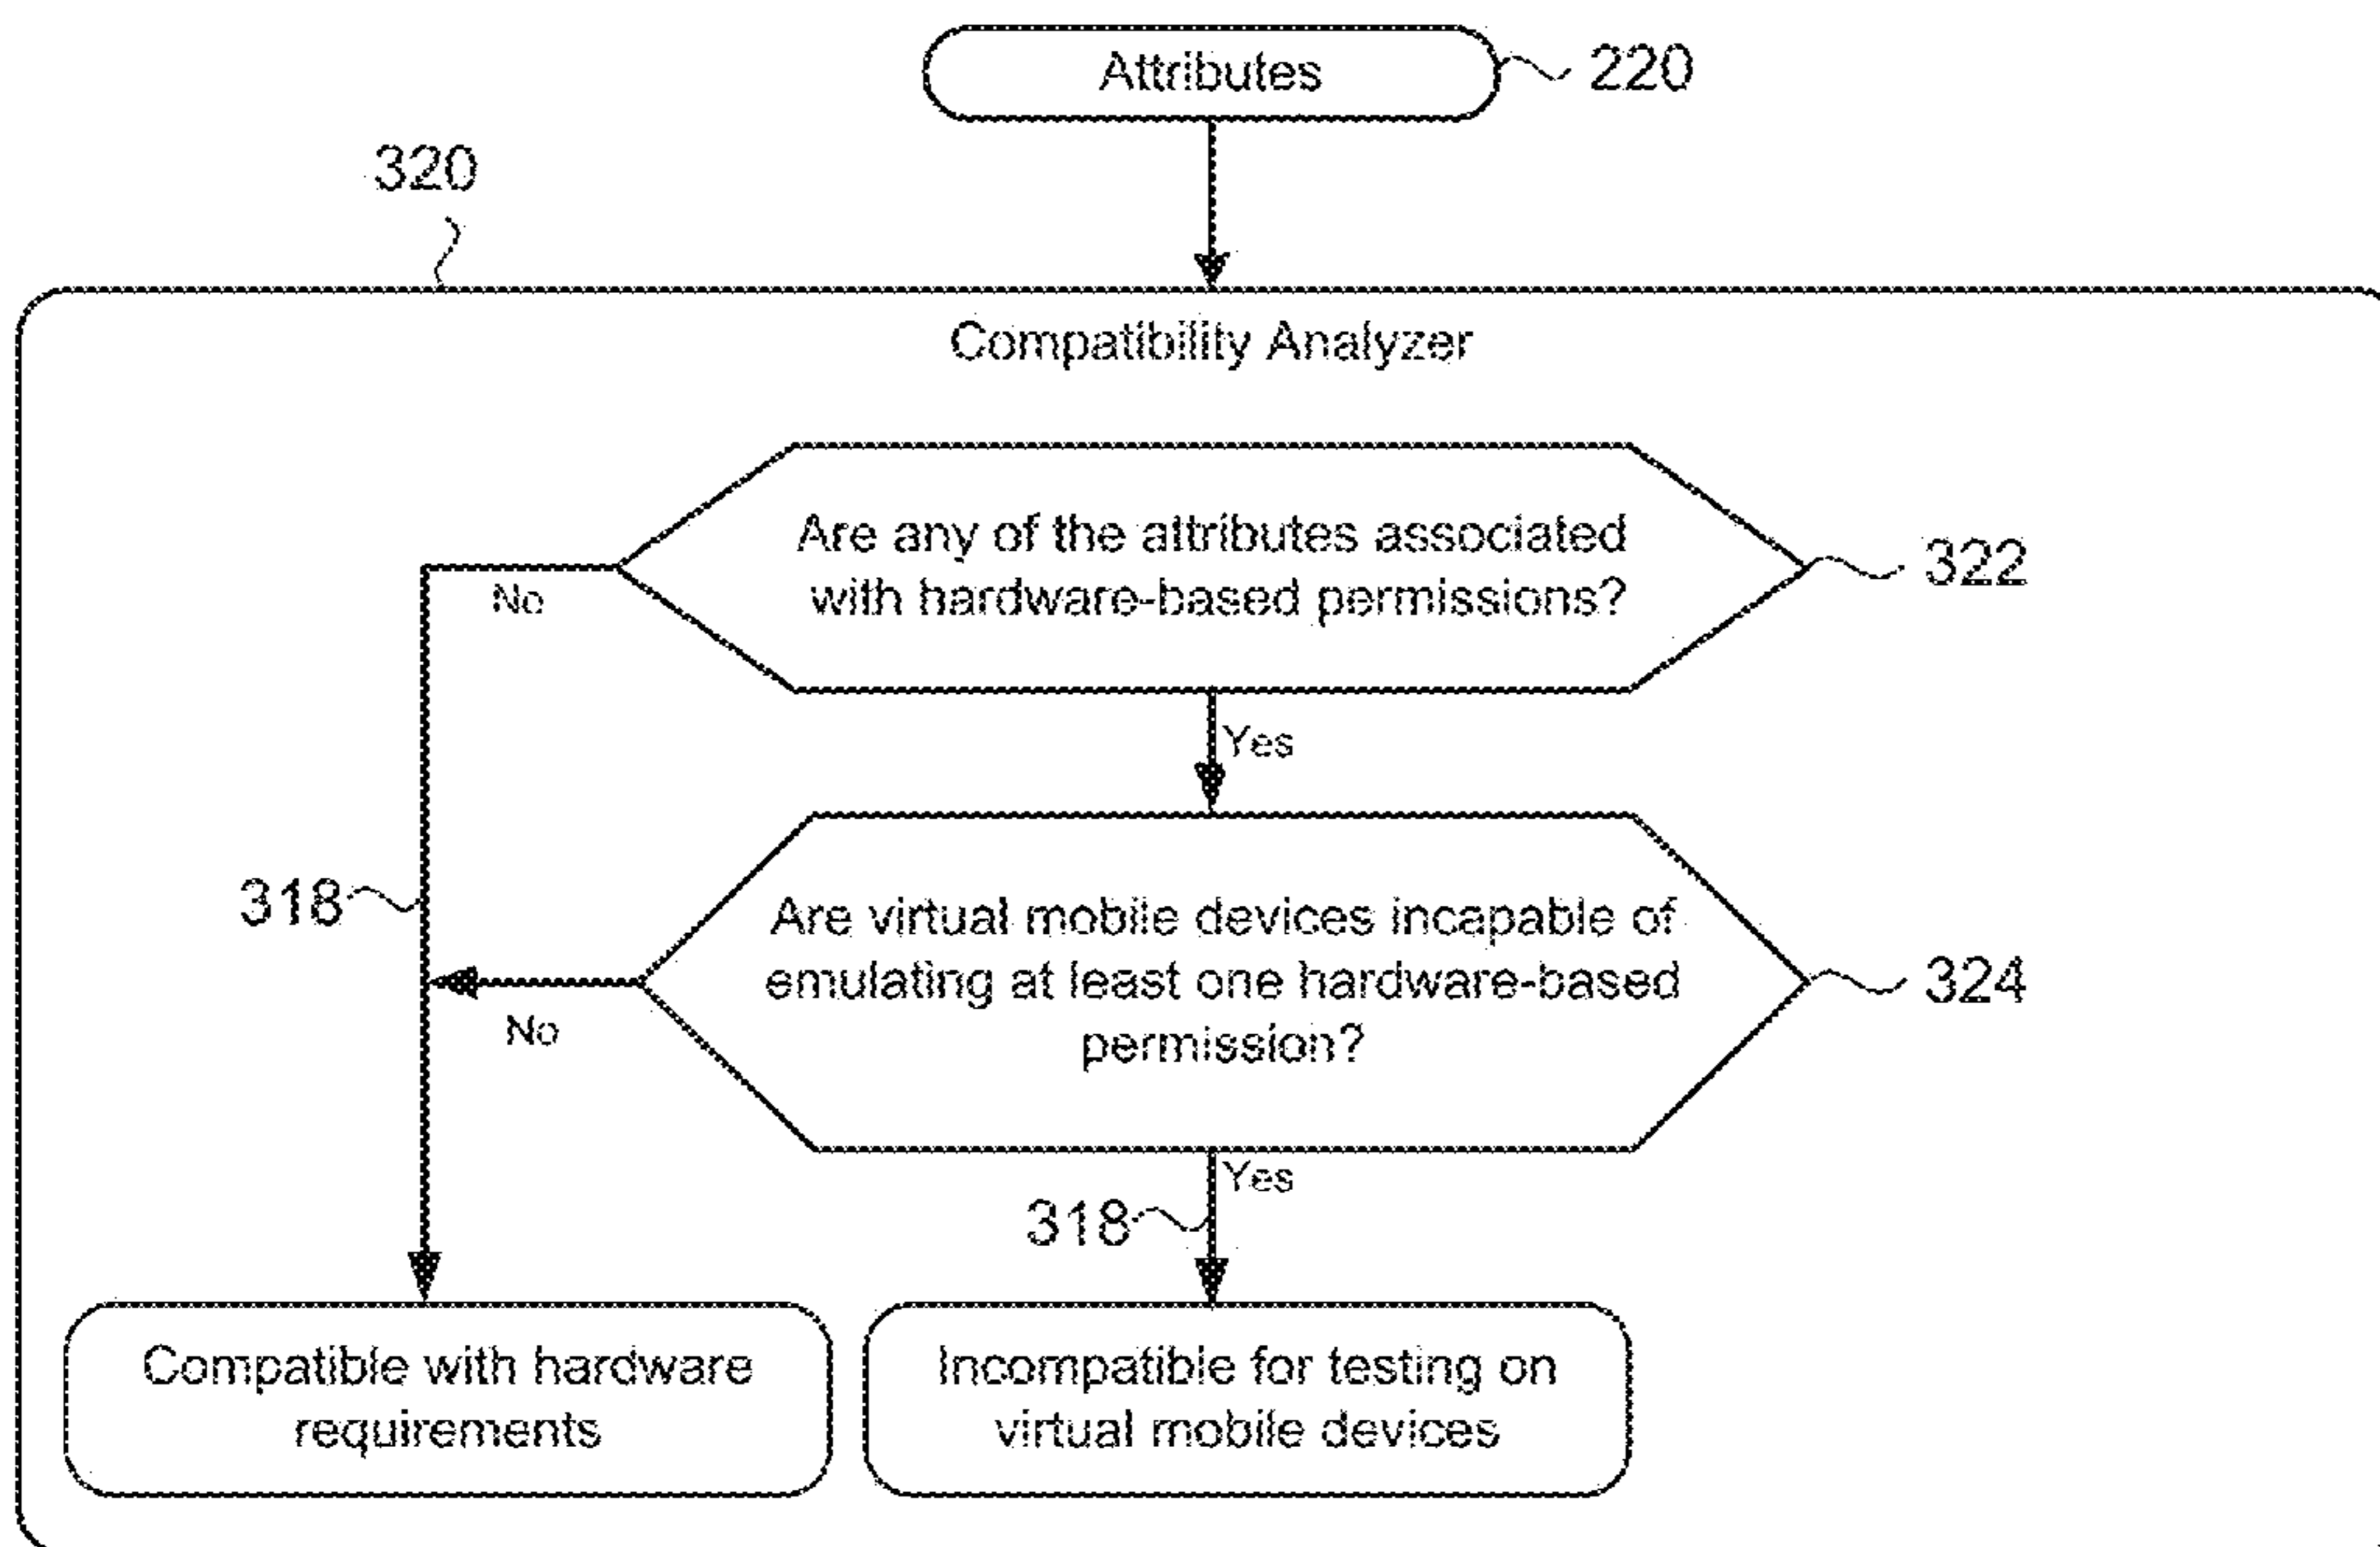 Attributes
220
320
Compatibility Analyzer
Are any of the attributes associated
with hardware-based permissions?
322
No
Yes
318
Are virtual mobile devices incapable of
emulating at least one hardware-based
permission?
324
No
Yes
318
Compatible with hardware
requirements
Incompatible for testing on
virtual mobile devices